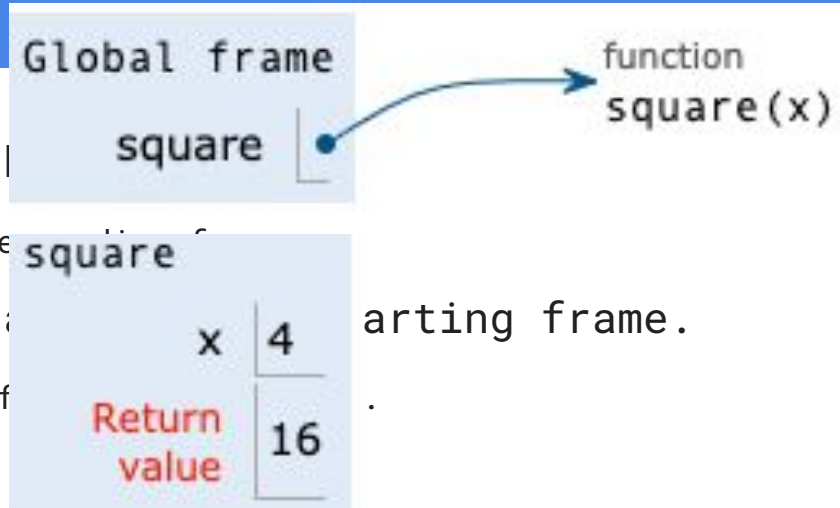 Global frame
function
square
square(x)
square
arting frame.
x 4
.
Return
value
16